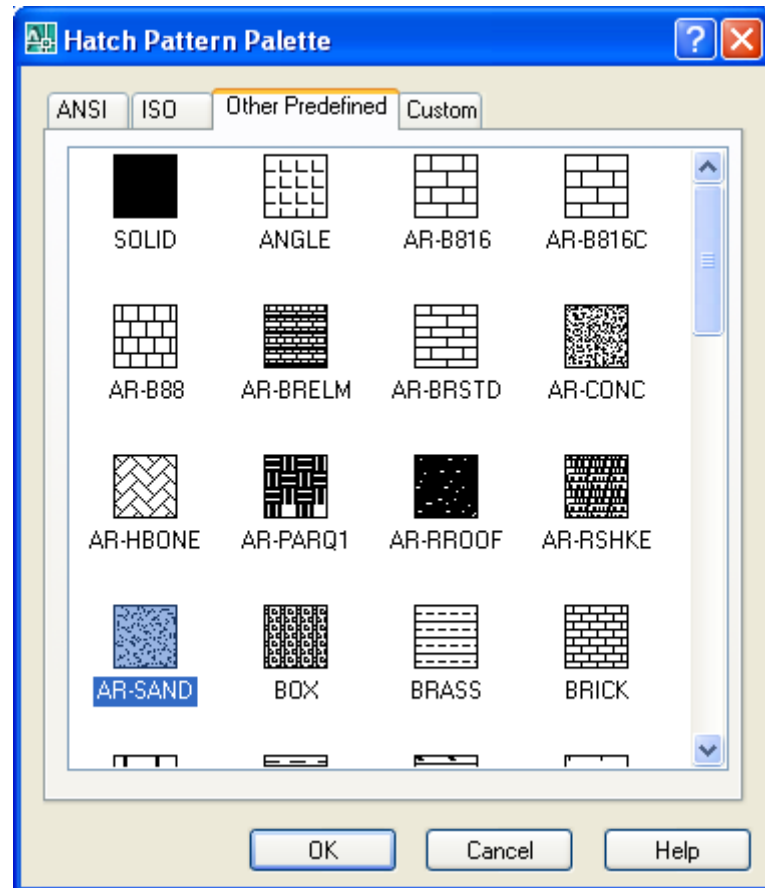 Hatch Pattern Palette
ANSI ISO Other Predefined Custom
SOLID ANGLE AR-B816 AR-B816C
AR-B88 AR-BRELM AR-BRSTD AR-CONC
AR-HBONE AR-PARQ1 AR-RROOF AR-RSHKE
AR-SAND BOX BRASS BRICK
OK Cancel Help